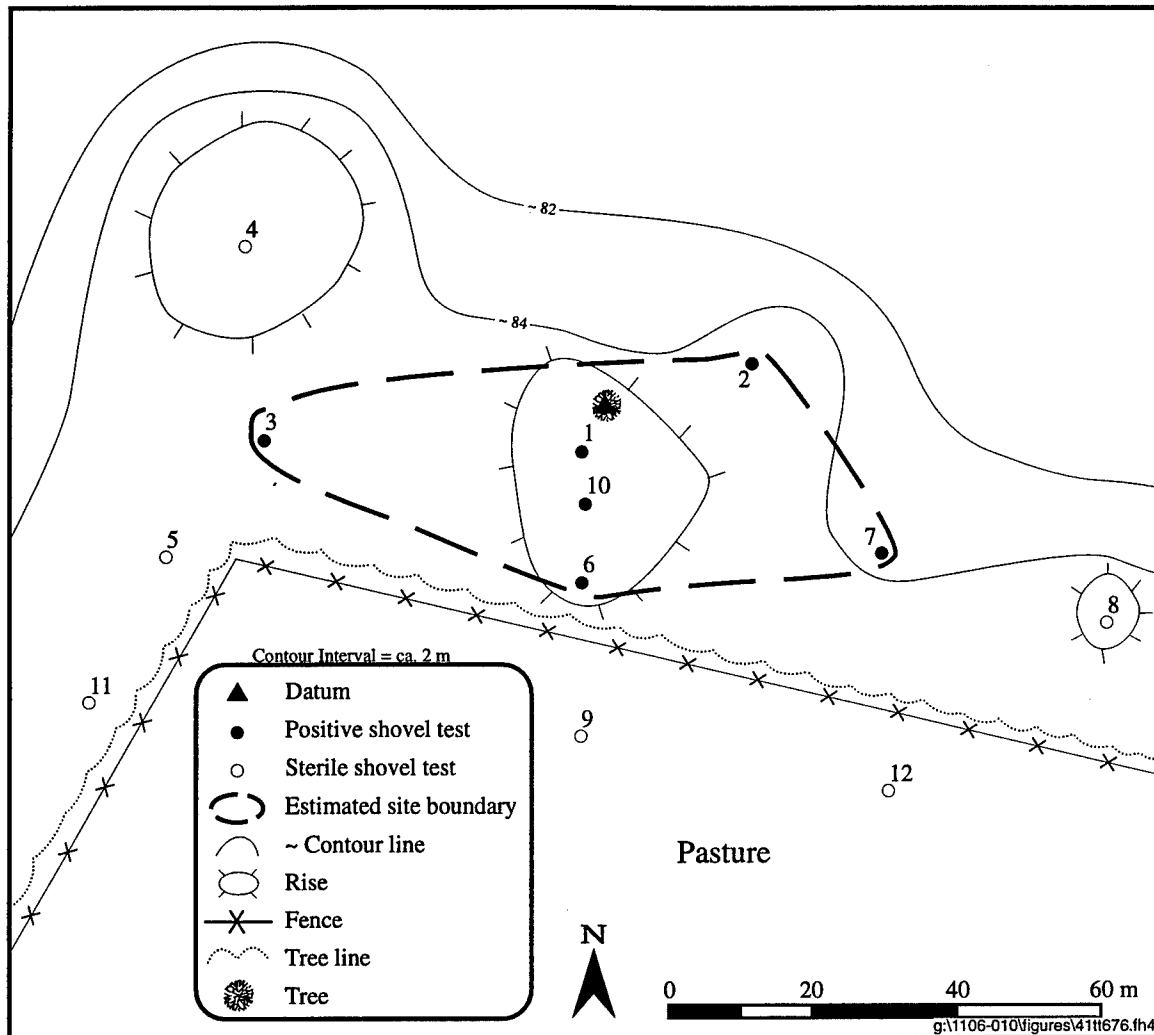 ~ 82
4
~ 84
2
3
1
10
5
7
6
8
11
9
12
Contour Interval = ca. 2 m
Datum
Positive shovel test
Sterile shovel test
Estimated site boundary
~ Contour line
Rise
Fence
Tree line
Tree
Pasture
N
0 20 40 60 m
g:\1106-010\figures\41tt676.fh4